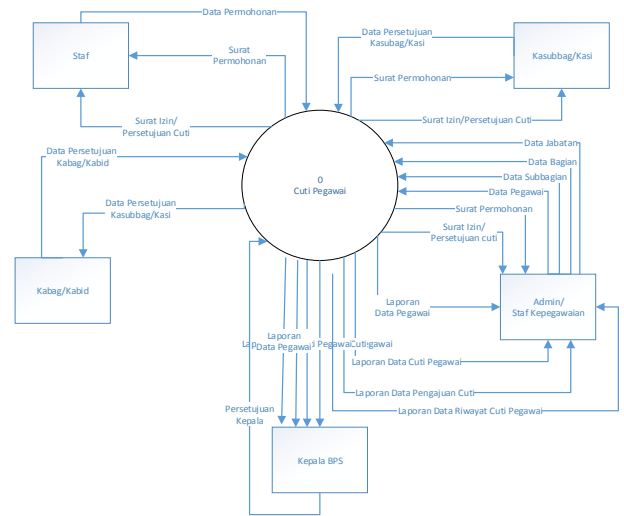 Data Permohonan
Staf
Surat
Permohonan
Surat Izin/
Persetujuan Cuti
Data Persetujuan
Kasubag/Kasi
Kasubbag/Kasi
Surat Permohonan
Surat Izin/Persetujuan Cuti
Data Persetujuan
Kabag/Kabid
0
Cuti Pegawai
Data Jabatan
Data Bagian
Data Subbagian
Data Pegawai
Data Persetujuan
Kasubbag/Kasi
Surat Permohonan
Surat Izin/
Persetujuan cuti
Kabag/Kabid
Admin/
Staf Kepegawaian
Laporan
Data Pegawai
Laporan
Data Pegawai
Laporan Data Cuti Pegawai
Laporan Data Pengajuan Cuti
Laporan Data Riwayat Cuti Pegawai
Persetujuan
Kepala
Kepala BPS